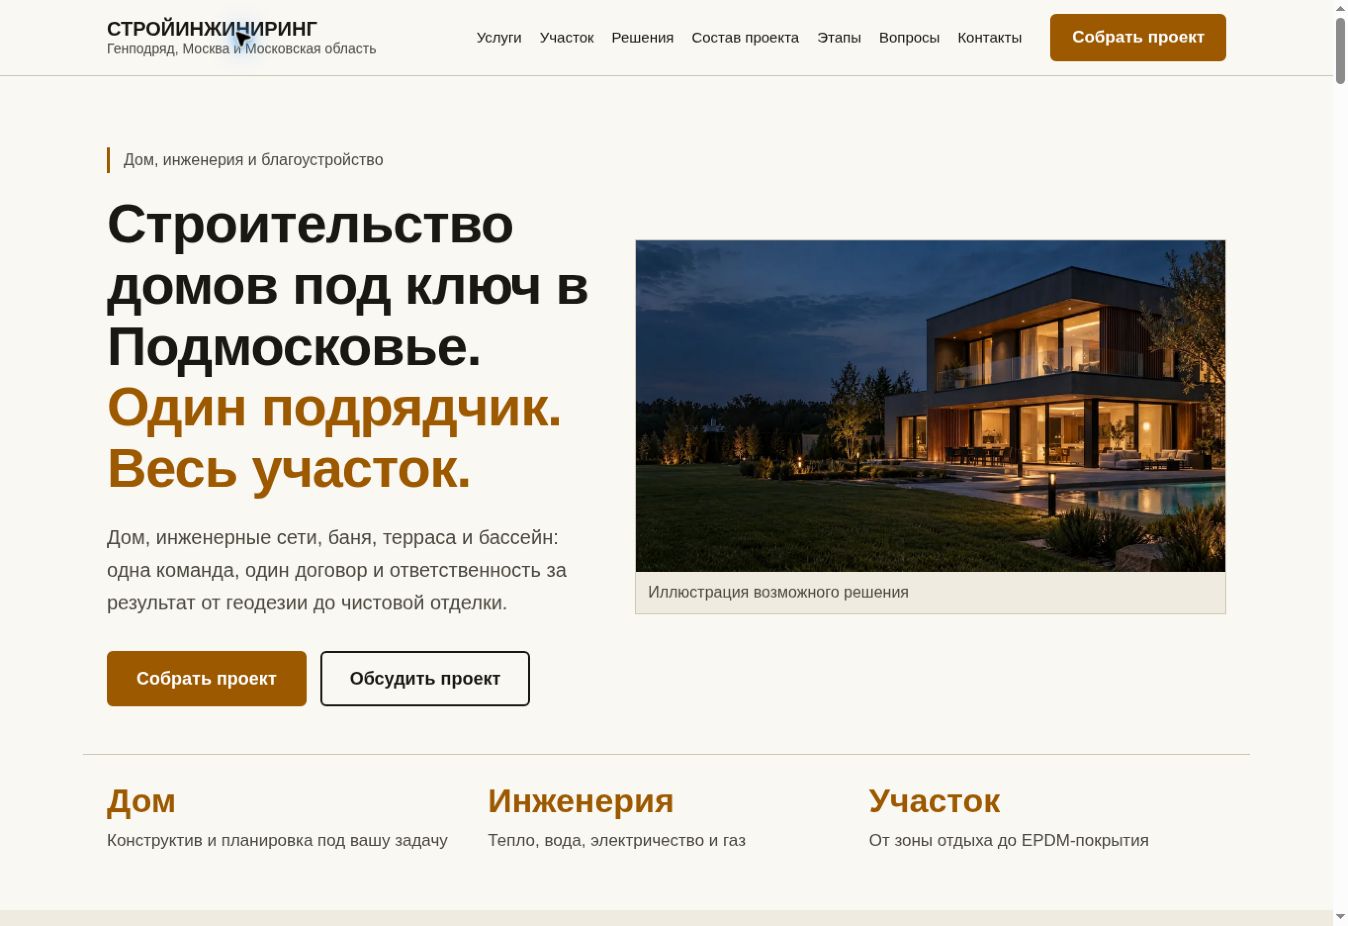 СТРОЙИНЖИНИРИНГ
Генподряд, Москва и Московская область
Услуги
Участок
Решения
Состав проекта
Этапы
Вопросы
Контакты
Собрать проект
Дом, инженерия и благоустройство
Строительство
домов под ключ в
Подмосковье.
Один подрядчик.
Весь участок.
Дом, инженерные сети, баня, терраса и бассейн:
одна команда, один договор и ответственность за
результат от геодезии до чистовой отделки.
Собрать проект
Обсудить проект
Иллюстрация возможного решения
Дом
Конструктив и планировка под вашу задачу
Инженерия
Тепло, вода, электричество и газ
Участок
От зоны отдыха до EPDM-покрытия